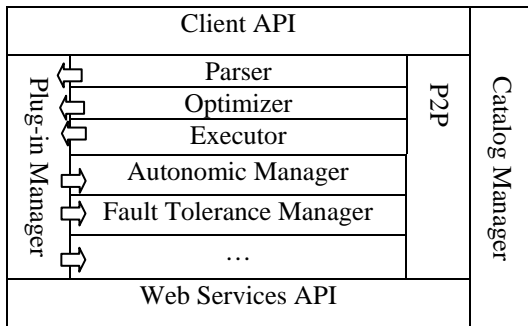 Client API
Plug-in Manager
Parser
Optimizer
Executor
Autonomic Manager
Fault Tolerance Manager
…
P2P
Catalog Manager
Web Services API